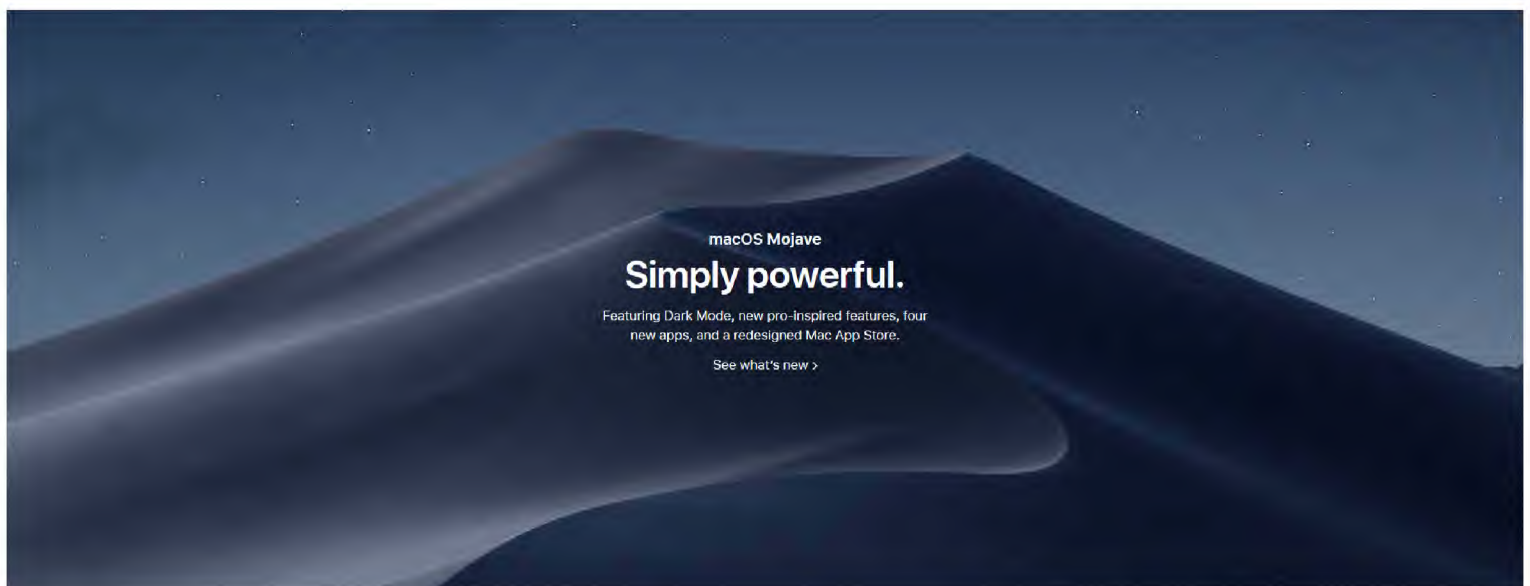 macOS Mojave
Simply powerful.
Featuring Dark Mode, new pro-inspired features, four
new apps, and a redesigned Mac App Store.
See what's new >